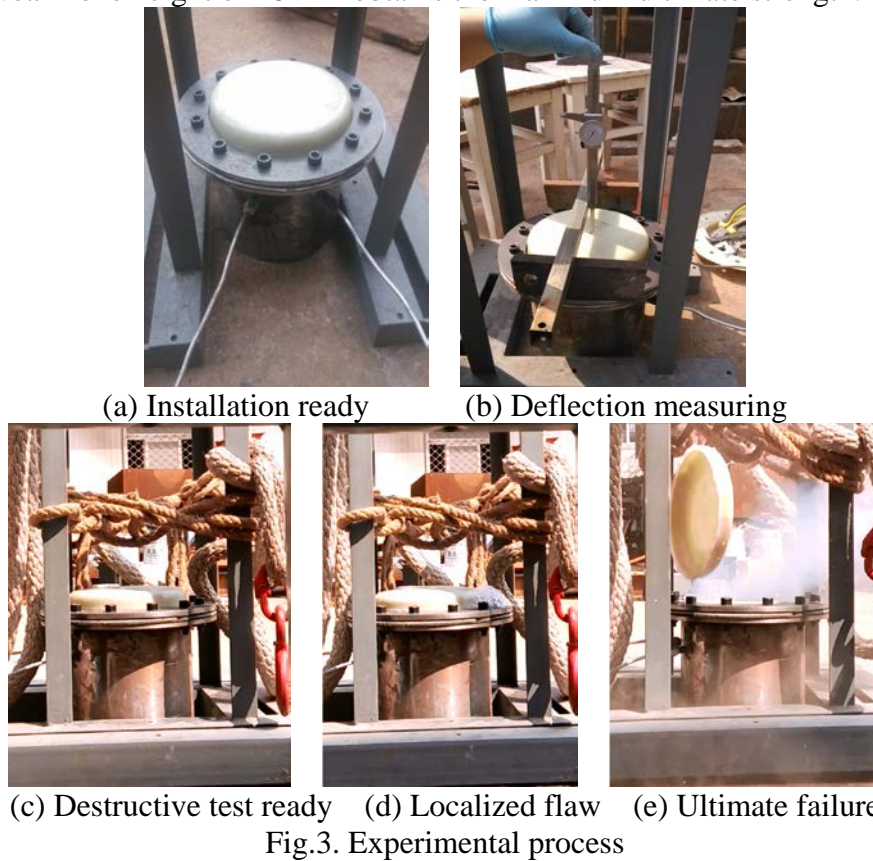 (a) Installation ready (b) Deflection measuring
(c) Destructive test ready (d) Localized flaw (e) Ultimate failure
Fig.3. Experimental process